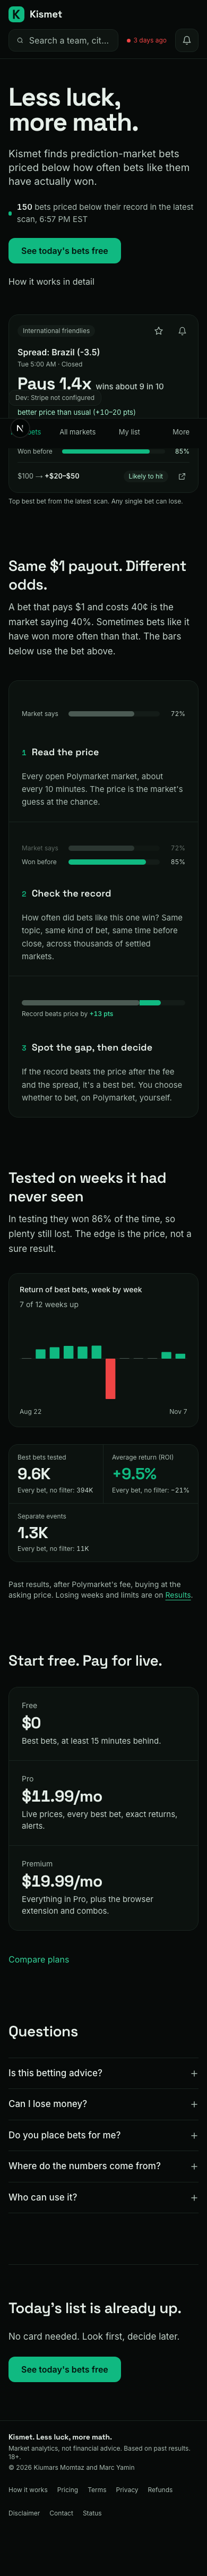 Kismet
Search a team, cit...
3 days ago
Less luck,
more math.
Kismet finds prediction-market bets
priced below how often bets like them
have actually won.
150 bets priced below their record in the latest
scan, 6:57 PM EST
See today's bets free
How it works in detail
International friendlies
Spread: Brazil (-3.5)
Tue 5:00 AM · Closed
Pays 1.4x wins about 9 in 10
Dev: Stripe not configured
better price than usual (+10–20 pts)
N
bets
All markets
My list
More
Won before
85%
$100 → +$20–$50
Likely to hit
Top best bet from the latest scan. Any single bet can lose.
Same $1 payout. Different
odds.
A bet that pays $1 and costs 40¢ is the
market saying 40%. Sometimes bets like it
have won more often than that. The bars
below use the bet above.
Market says
72%
1 Read the price
Every open Polymarket market, about
every 10 minutes. The price is the market's
guess at the chance.
Market says
72%
Won before
85%
2 Check the record
How often did bets like this one win? Same
topic, same kind of bet, same time before
close, across thousands of settled
markets.
Record beats price by +13 pts
3 Spot the gap, then decide
If the record beats the price after the fee
and the spread, it's a best bet. You choose
whether to bet, on Polymarket, yourself.
Tested on weeks it had
never seen
In testing they won 86% of the time, so
plenty still lost. The edge is the price, not a
sure result.
Return of best bets, week by week
7 of 12 weeks up
Aug 22
Nov 7
Best bets tested
9.6K
Every bet, no filter: 394K
Average return (ROI)
+9.5%
Every bet, no filter: −21%
Separate events
1.3K
Every bet, no filter: 11K
Past results, after Polymarket's fee, buying at the
asking price. Losing weeks and limits are on Results.
Start free. Pay for live.
Free
$0
Best bets, at least 15 minutes behind.
Pro
$11.99/mo
Live prices, every best bet, exact returns,
alerts.
Premium
$19.99/mo
Everything in Pro, plus the browser
extension and combos.
Compare plans
Questions
Is this betting advice?
Can I lose money?
Do you place bets for me?
Where do the numbers come from?
Who can use it?
Today's list is already up.
No card needed. Look first, decide later.
See today's bets free
Kismet. Less luck, more math.
Market analytics, not financial advice. Based on past results.
18+.
© 2026 Kiumars Momtaz and Marc Yamin
How it works
Pricing
Terms
Privacy
Refunds
Disclaimer
Contact
Status